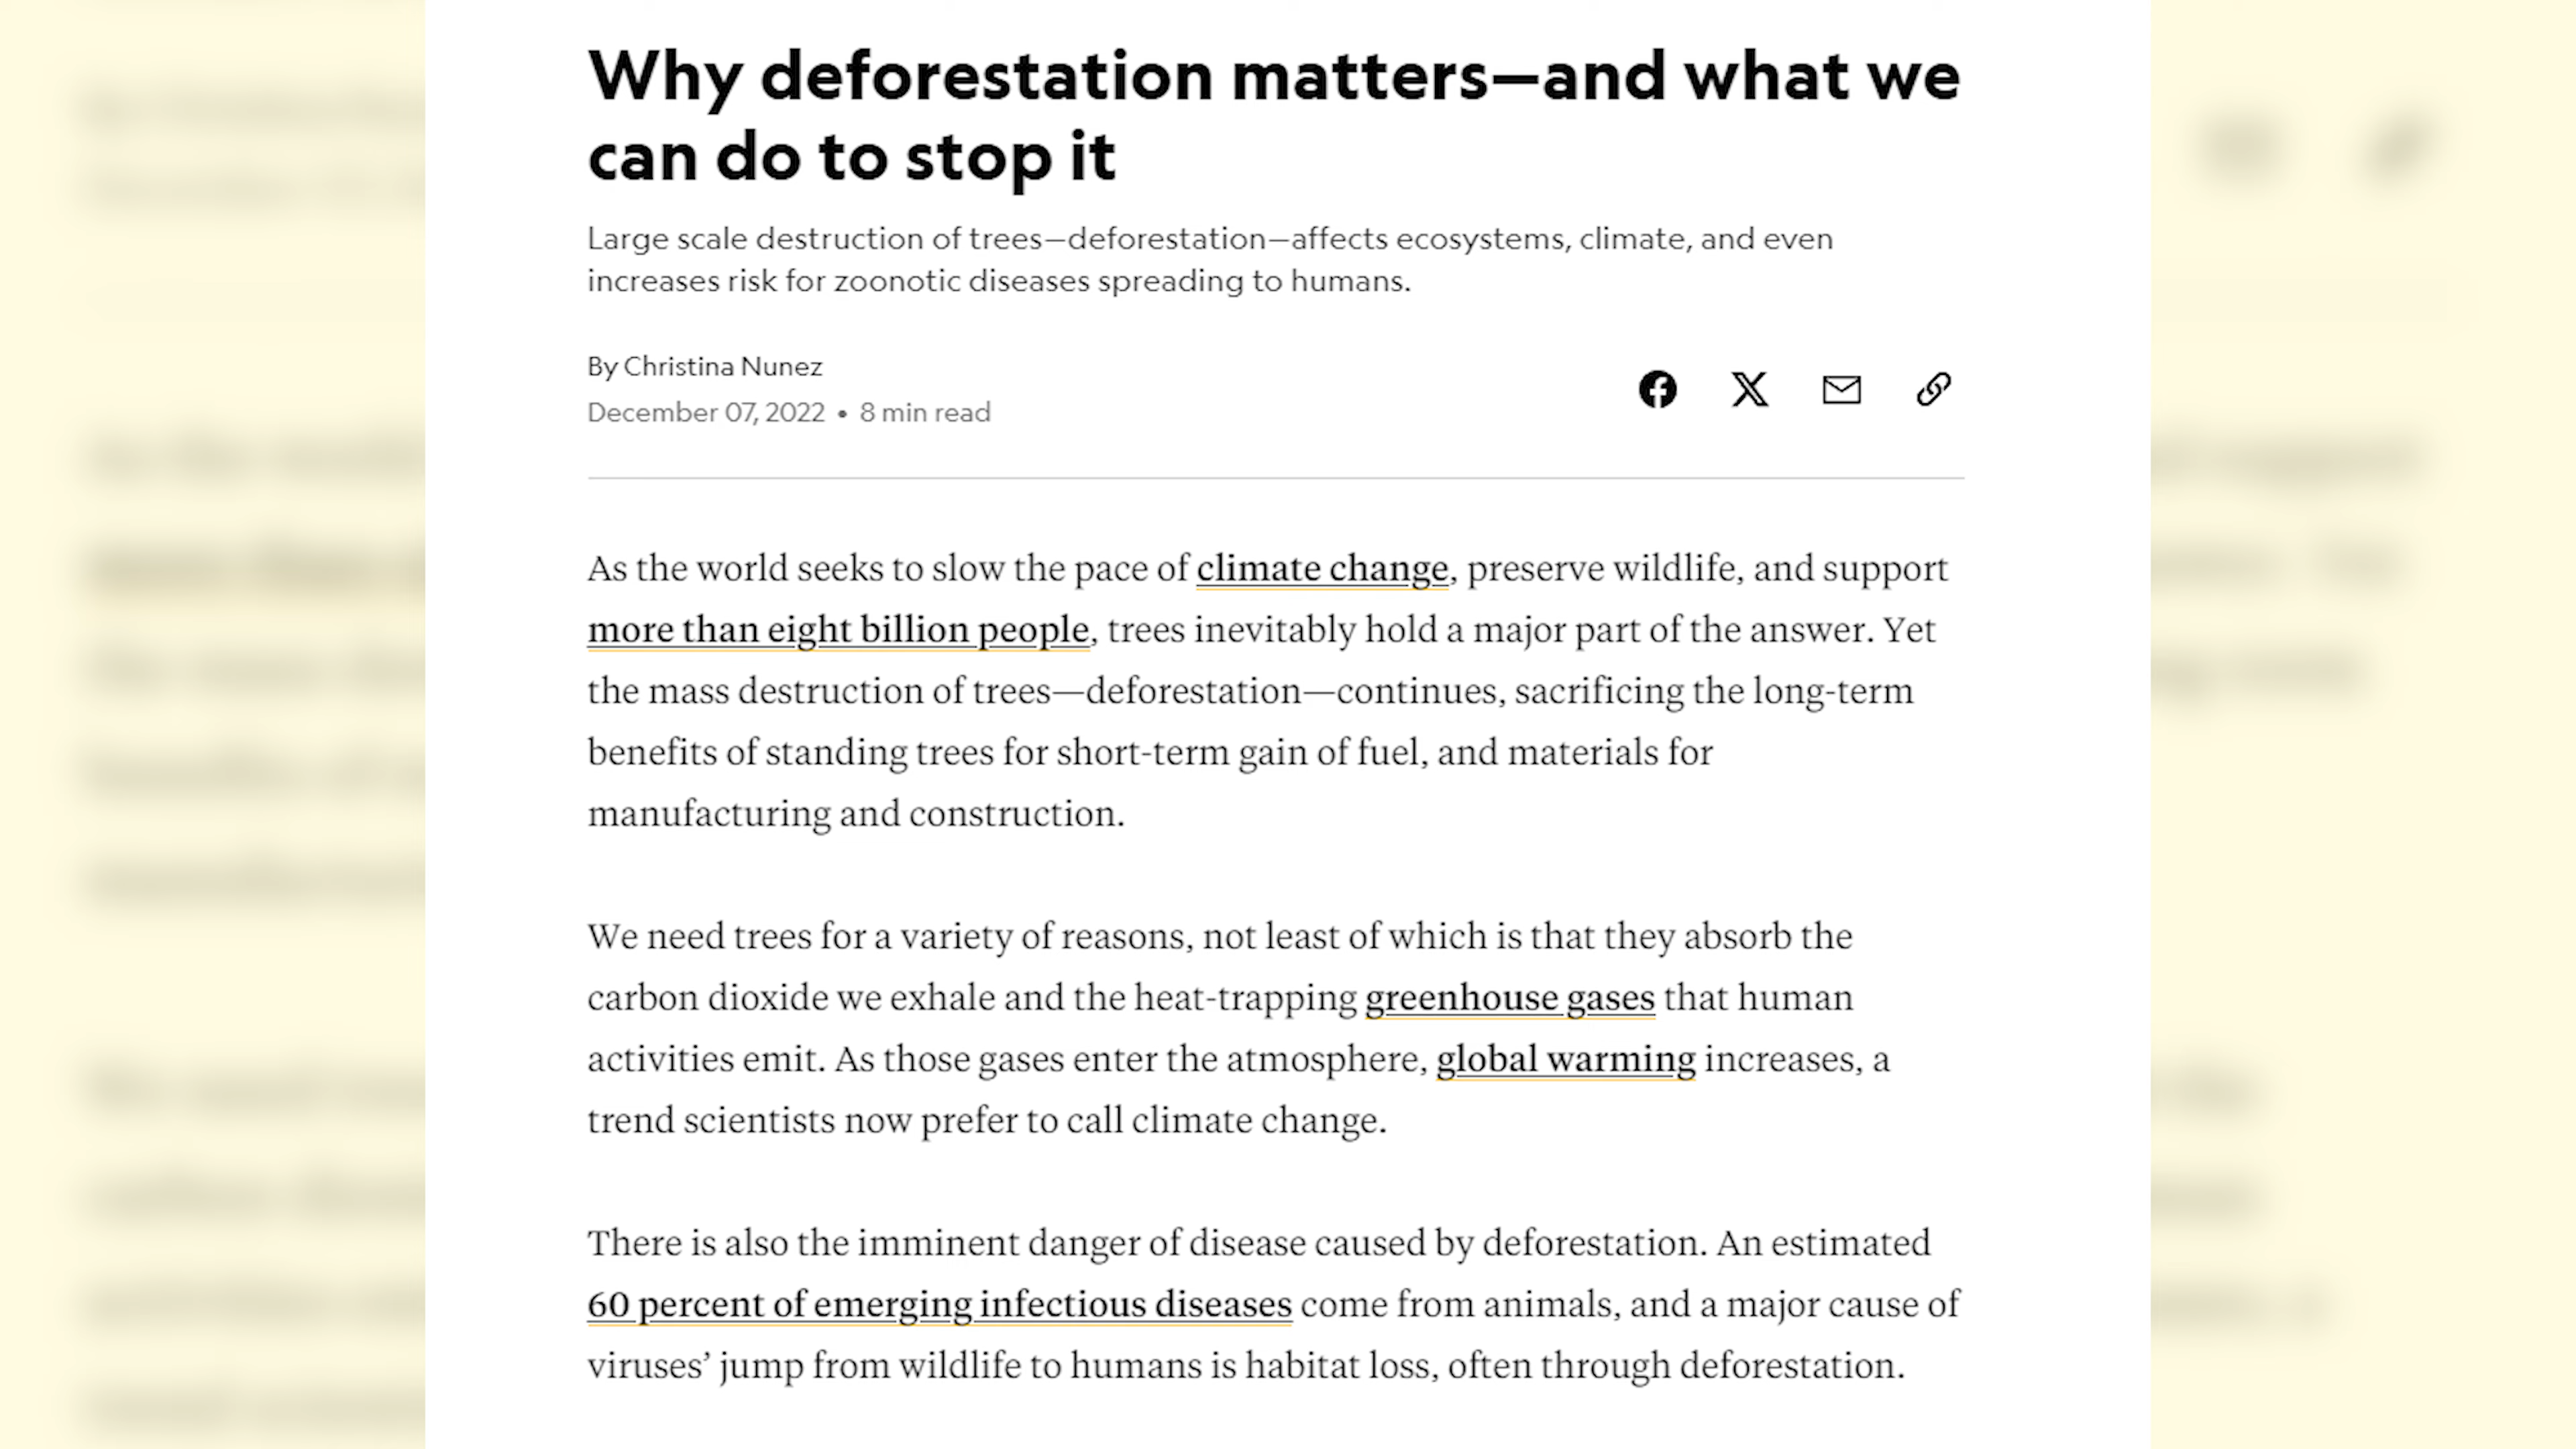 Why deforestation matters—and what we
can do to stop it
Large scale destruction of trees—deforestation—affects ecosystems, climate, and even
increases risk for zoonotic diseases spreading to humans.
By Christina Nunez
December 07, 2022 • 8 min read
As the world seeks to slow the pace of climate change, preserve wildlife, and support
more than eight billion people, trees inevitably hold a major part of the answer. Yet
the mass destruction of trees—deforestation—continues, sacrificing the long-term
benefits of standing trees for short-term gain of fuel, and materials for
manufacturing and construction.
We need trees for a variety of reasons, not least of which is that they absorb the
carbon dioxide we exhale and the heat-trapping greenhouse gases that human
activities emit. As those gases enter the atmosphere, global warming increases, a
trend scientists now prefer to call climate change.
There is also the imminent danger of disease caused by deforestation. An estimated
60 percent of emerging infectious diseases come from animals, and a major cause of
viruses’ jump from wildlife to humans is habitat loss, often through deforestation.